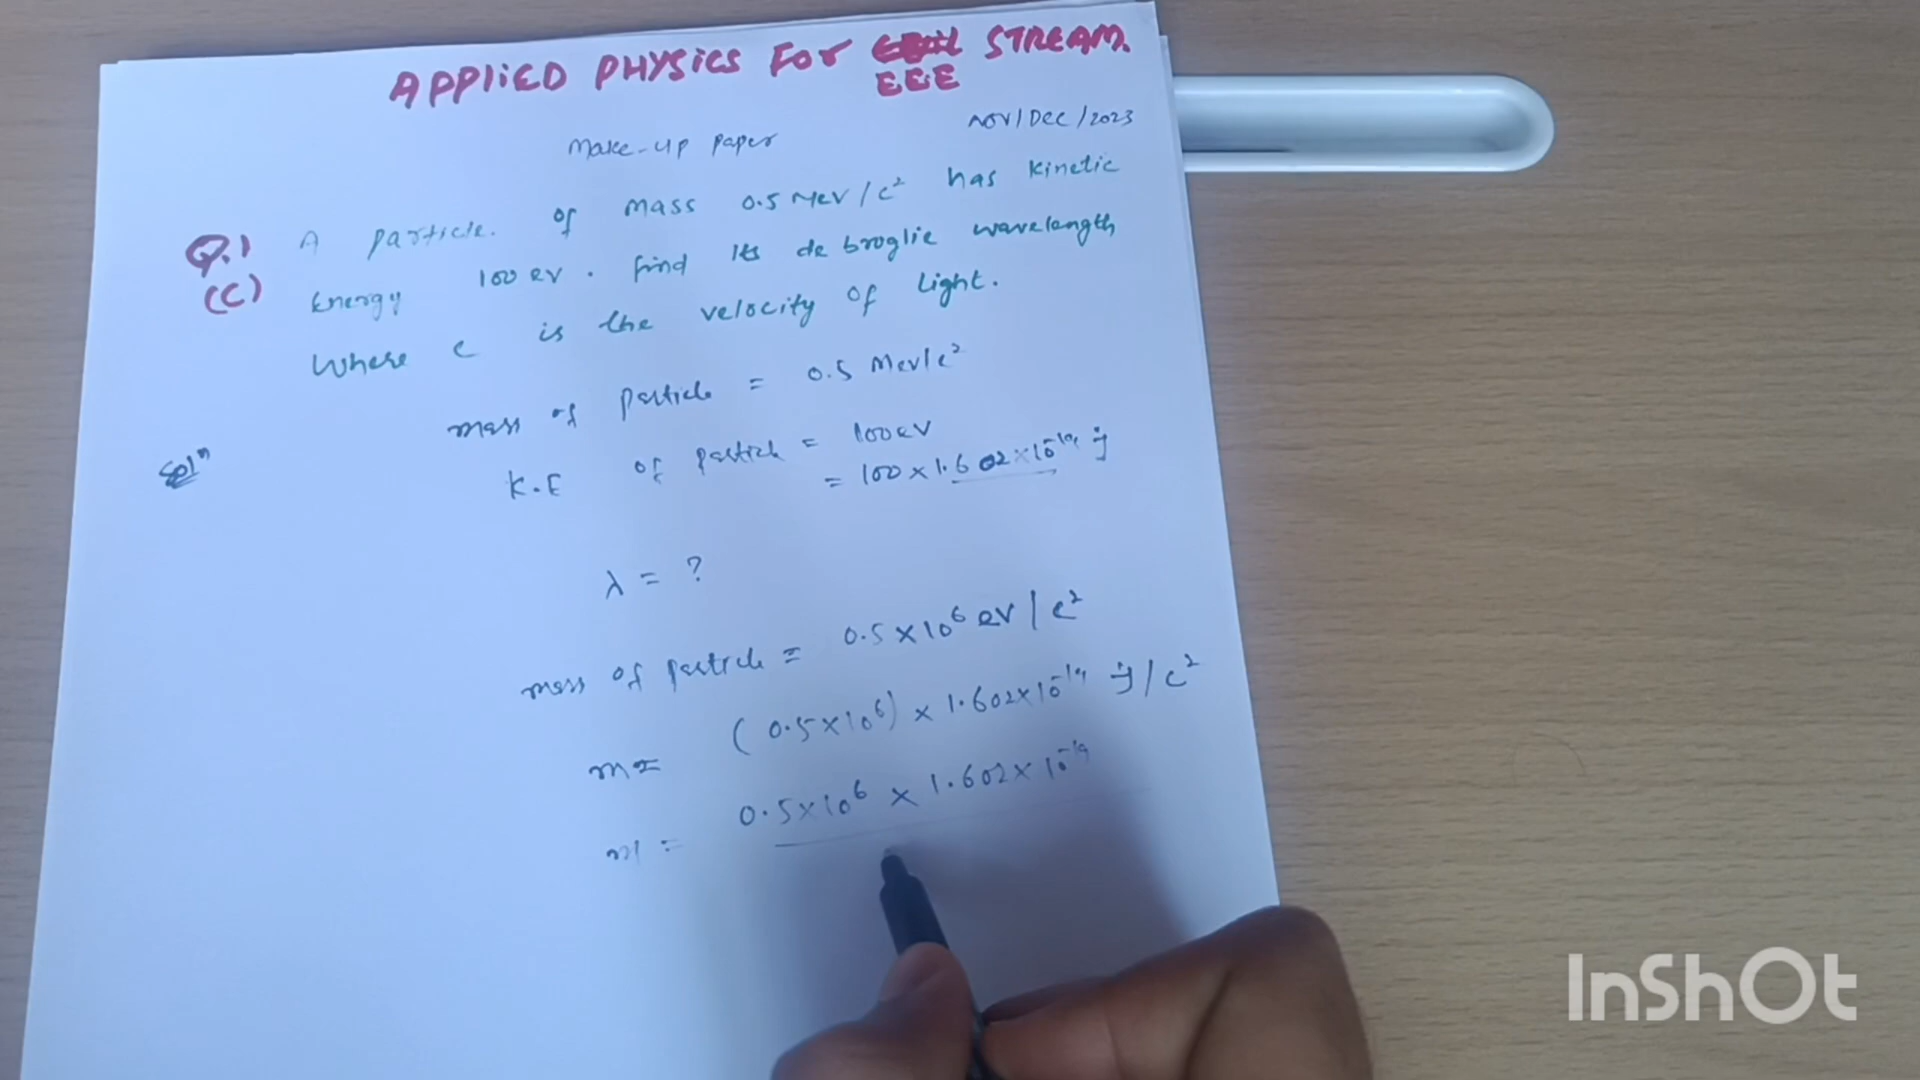 APPLIED PHYSICS FOR STREAM.
EEE
Make-up paper
NOV/Dec/2023
Q.1 A particle. of mass 0.5 Mev/c² has kinetic
(C) Energy 100 ev. find its de broglie wavelength
Where c is the velocity of light.
Solⁿ mass of particle = 0.5 Mev/c²
K.E of particle = 100ev
= 100 × 1.602×10⁻¹⁹ j
λ = ?
mass of particle = 0.5×10⁶ ev/c²
m= (0.5×10⁶) × 1.602×10⁻¹⁹ j/c²
m = 0.5×10⁶ × 1.602×10⁻¹⁹
InShOt